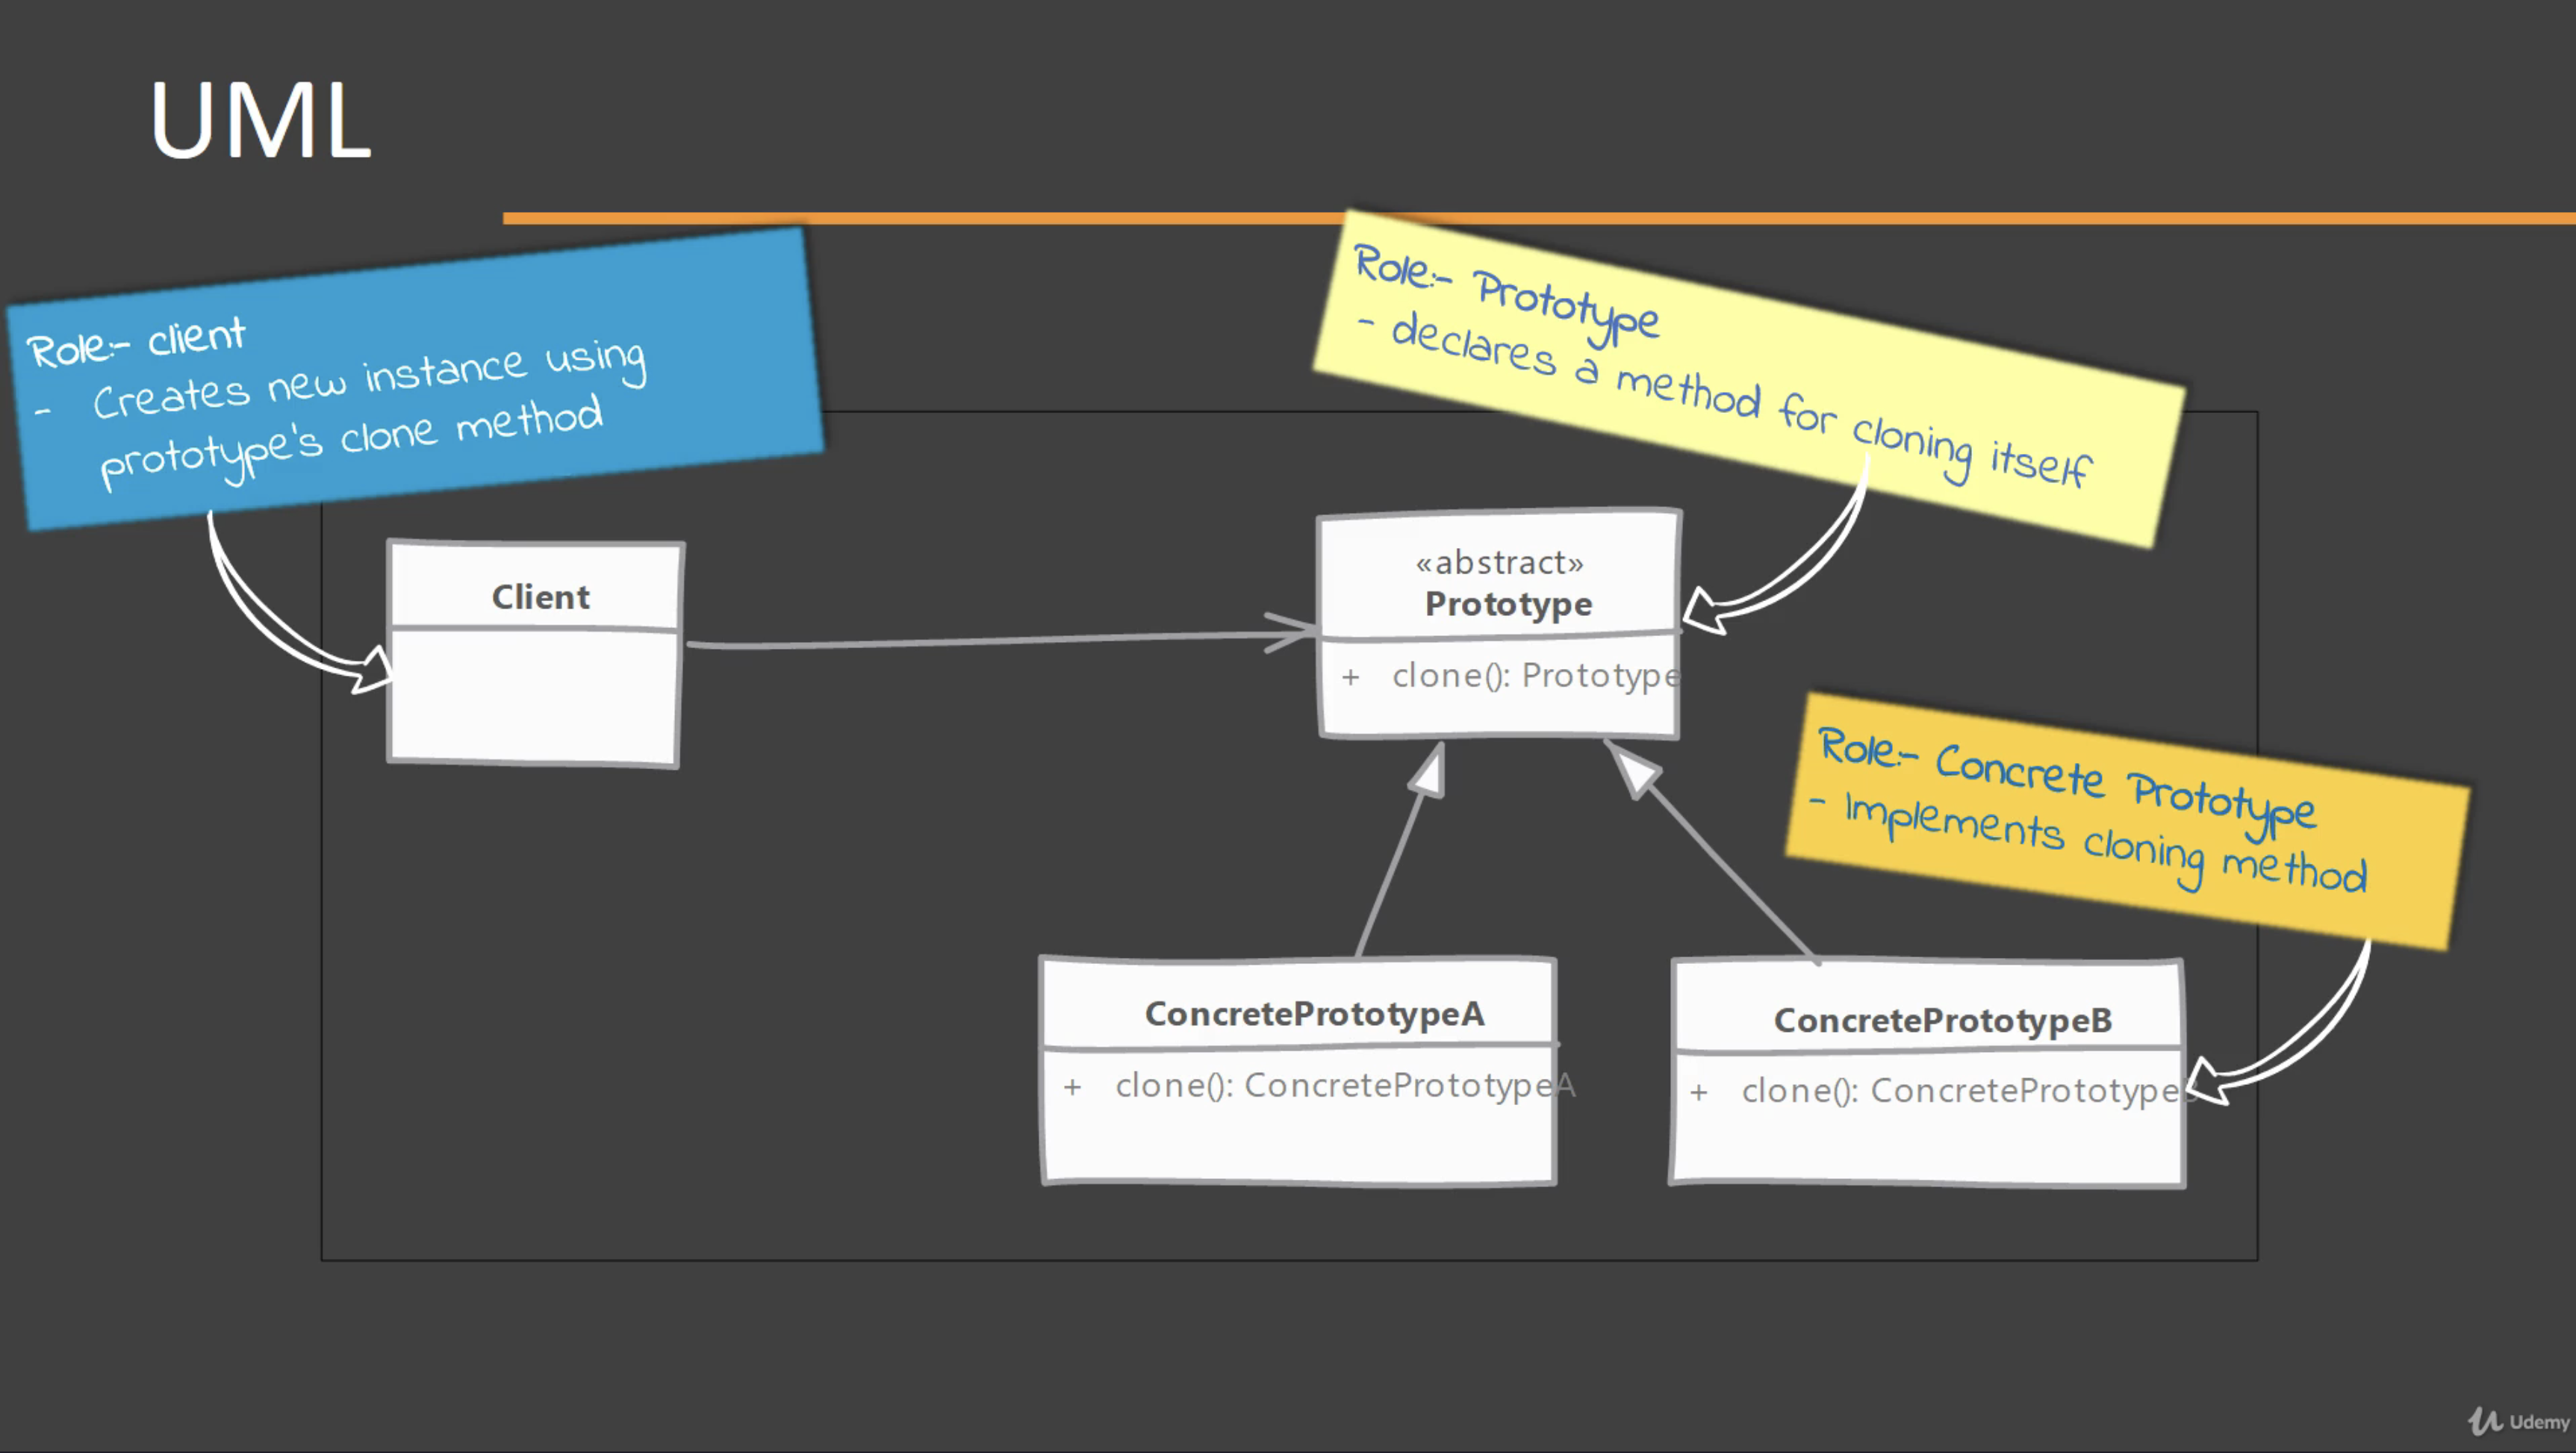 UML
Role:- client
- Creates new instance using
prototype's clone method
Role:- Prototype
- declares a method for cloning itself
Client
«abstract»
Prototype
+ clone(): Prototype
Role:- Concrete Prototype
- Implements cloning method
ConcretePrototypeA
+ clone(): ConcretePrototypeA
ConcretePrototypeB
+ clone(): ConcretePrototype
Udemy